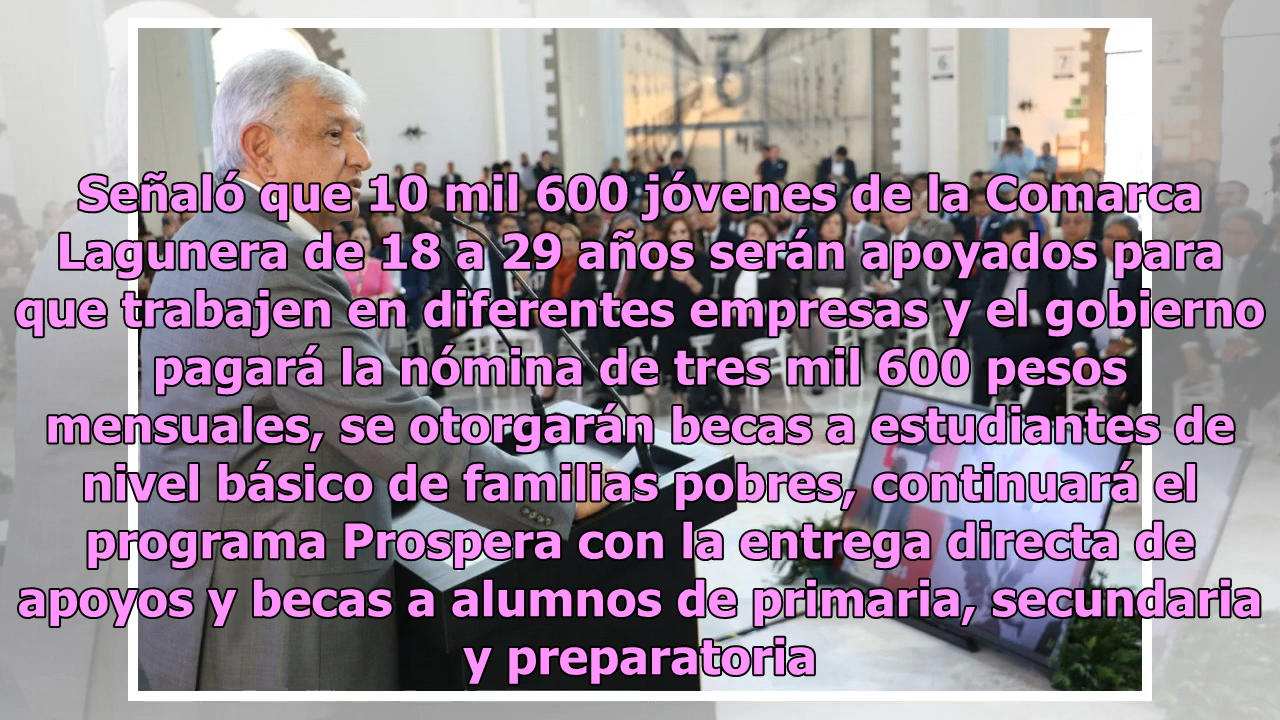 6
7
Señaló que 10 mil 600 jóvenes de la Comarca
Lagunera de 18 a 29 años serán apoyados para
que trabajen en diferentes empresas y el gobierno
pagará la nómina de tres mil 600 pesos
mensuales, se otorgarán becas a estudiantes de
nivel básico de familias pobres, continuará el
programa Prospera con la entrega directa de
apoyos y becas a alumnos de primaria, secundaria
y preparatoria